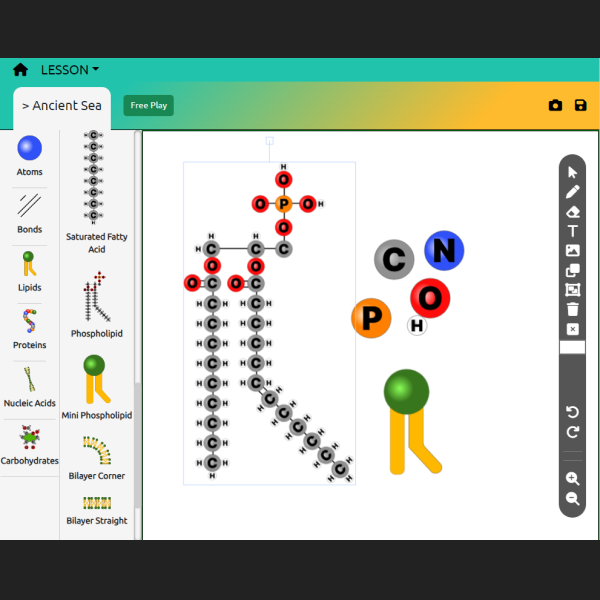 LESSON
> Ancient Sea
Free Play
Atoms
Bonds
Lipids
Proteins
Nucleic Acids
Carbohydrates
Saturated Fatty
Acid
Phospholipid
Mini Phospholipid
Bilayer Corner
Bilayer Straight
H
O
O P O H
O
H H
H C C C
O O
O C O C
H C H H C H
H C H H C H
H C H H C H
H C H H C H
H C H H C H
H C H H C H
H C H H C H
H C H H C H
H C H H C H
H
C
N
O
P
H
T